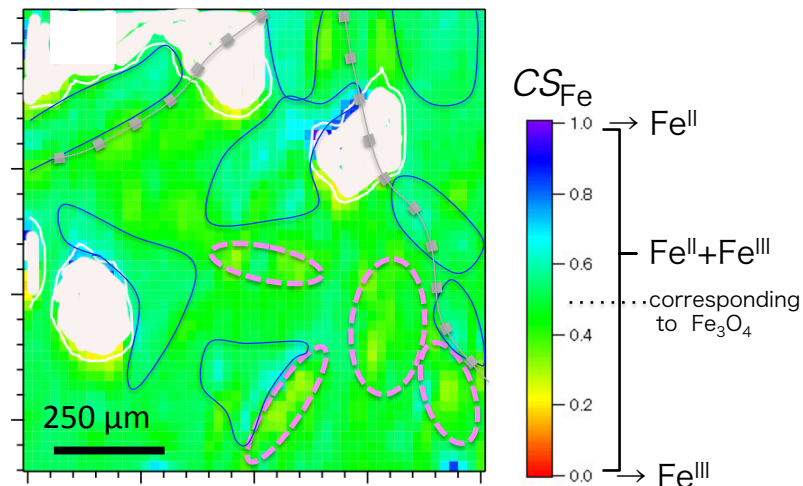 CS_Fe
1.0
0.8
0.6
0.4
0.2
0.0
→ Fe^II
Fe^II+Fe^III
corresponding
to Fe₃O₄
→ Fe^III
250 μm